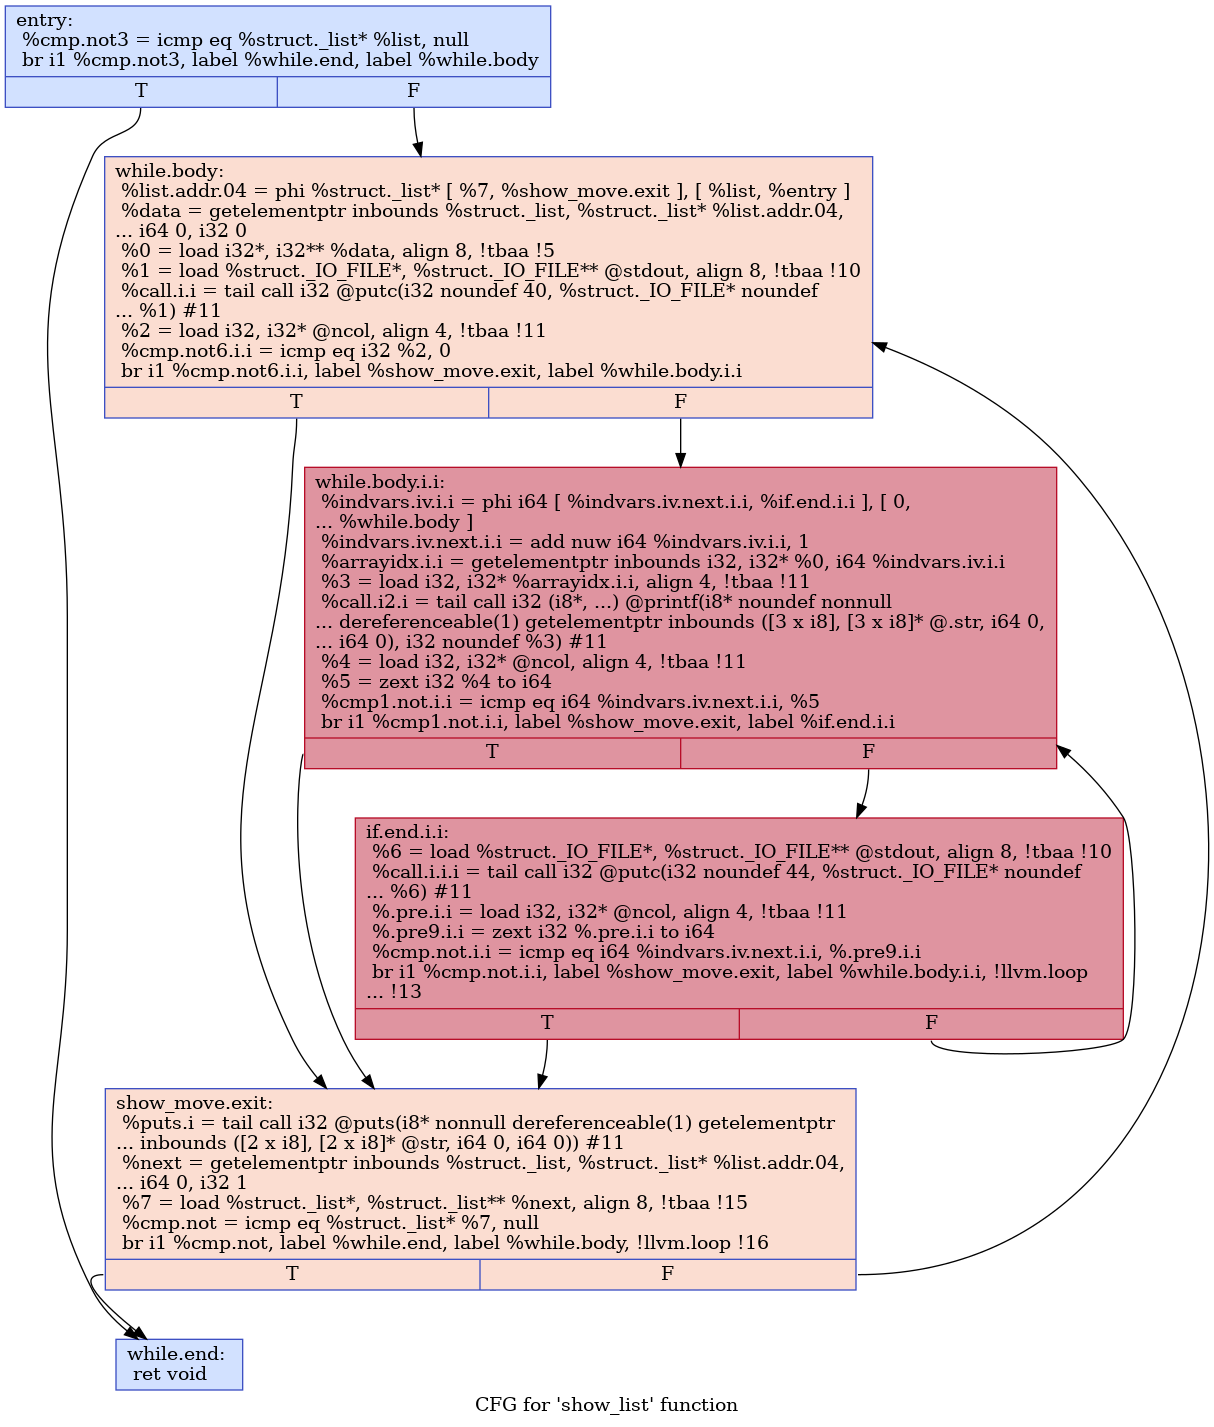 entry:
%cmp.not3 = icmp eq %struct._list* %list, null
br i1 %cmp.not3, label %while.end, label %while.body
T
F
while.body:
%list.addr.04 = phi %struct._list* [ %7, %show_move.exit ], [ %list, %entry ]
%data = getelementptr inbounds %struct._list, %struct._list* %list.addr.04,
... i64 0, i32 0
%0 = load i32*, i32** %data, align 8, !tbaa !5
%1 = load %struct._IO_FILE*, %struct._IO_FILE** @stdout, align 8, !tbaa !10
%call.i.i = tail call i32 @putc(i32 noundef 40, %struct._IO_FILE* noundef
... %1) #11
%2 = load i32, i32* @ncol, align 4, !tbaa !11
%cmp.not6.i.i = icmp eq i32 %2, 0
br i1 %cmp.not6.i.i, label %show_move.exit, label %while.body.i.i
T
F
while.body.i.i:
%indvars.iv.i.i = phi i64 [ %indvars.iv.next.i.i, %if.end.i.i ], [ 0,
... %while.body ]
%indvars.iv.next.i.i = add nuw i64 %indvars.iv.i.i, 1
%arrayidx.i.i = getelementptr inbounds i32, i32* %0, i64 %indvars.iv.i.i
%3 = load i32, i32* %arrayidx.i.i, align 4, !tbaa !11
%call.i2.i = tail call i32 (i8*, ...) @printf(i8* noundef nonnull
... dereferenceable(1) getelementptr inbounds ([3 x i8], [3 x i8]* @.str, i64 0,
... i64 0), i32 noundef %3) #11
%4 = load i32, i32* @ncol, align 4, !tbaa !11
%5 = zext i32 %4 to i64
%cmp1.not.i.i = icmp eq i64 %indvars.iv.next.i.i, %5
br i1 %cmp1.not.i.i, label %show_move.exit, label %if.end.i.i
T
F
if.end.i.i:
%6 = load %struct._IO_FILE*, %struct._IO_FILE** @stdout, align 8, !tbaa !10
%call.i.i.i = tail call i32 @putc(i32 noundef 44, %struct._IO_FILE* noundef
... %6) #11
%.pre.i.i = load i32, i32* @ncol, align 4, !tbaa !11
%.pre9.i.i = zext i32 %.pre.i.i to i64
%cmp.not.i.i = icmp eq i64 %indvars.iv.next.i.i, %.pre9.i.i
br i1 %cmp.not.i.i, label %show_move.exit, label %while.body.i.i, !llvm.loop
... !13
T
F
show_move.exit:
%puts.i = tail call i32 @puts(i8* nonnull dereferenceable(1) getelementptr
... inbounds ([2 x i8], [2 x i8]* @str, i64 0, i64 0)) #11
%next = getelementptr inbounds %struct._list, %struct._list* %list.addr.04,
... i64 0, i32 1
%7 = load %struct._list*, %struct._list** %next, align 8, !tbaa !15
%cmp.not = icmp eq %struct._list* %7, null
br i1 %cmp.not, label %while.end, label %while.body, !llvm.loop !16
T
F
while.end:
ret void
CFG for 'show_list' function